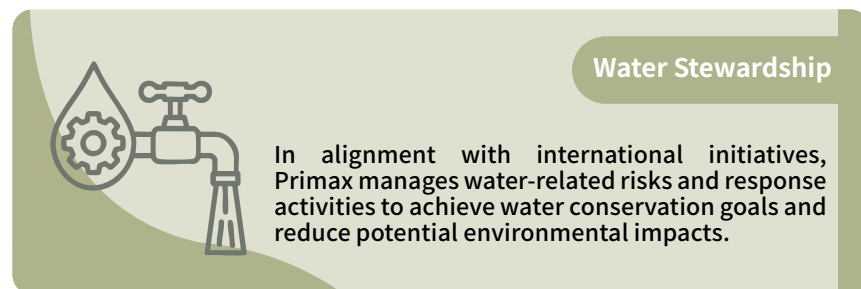 Water Stewardship
In alignment with international initiatives,
Primax manages water-related risks and response
activities to achieve water conservation goals and
reduce potential environmental impacts.